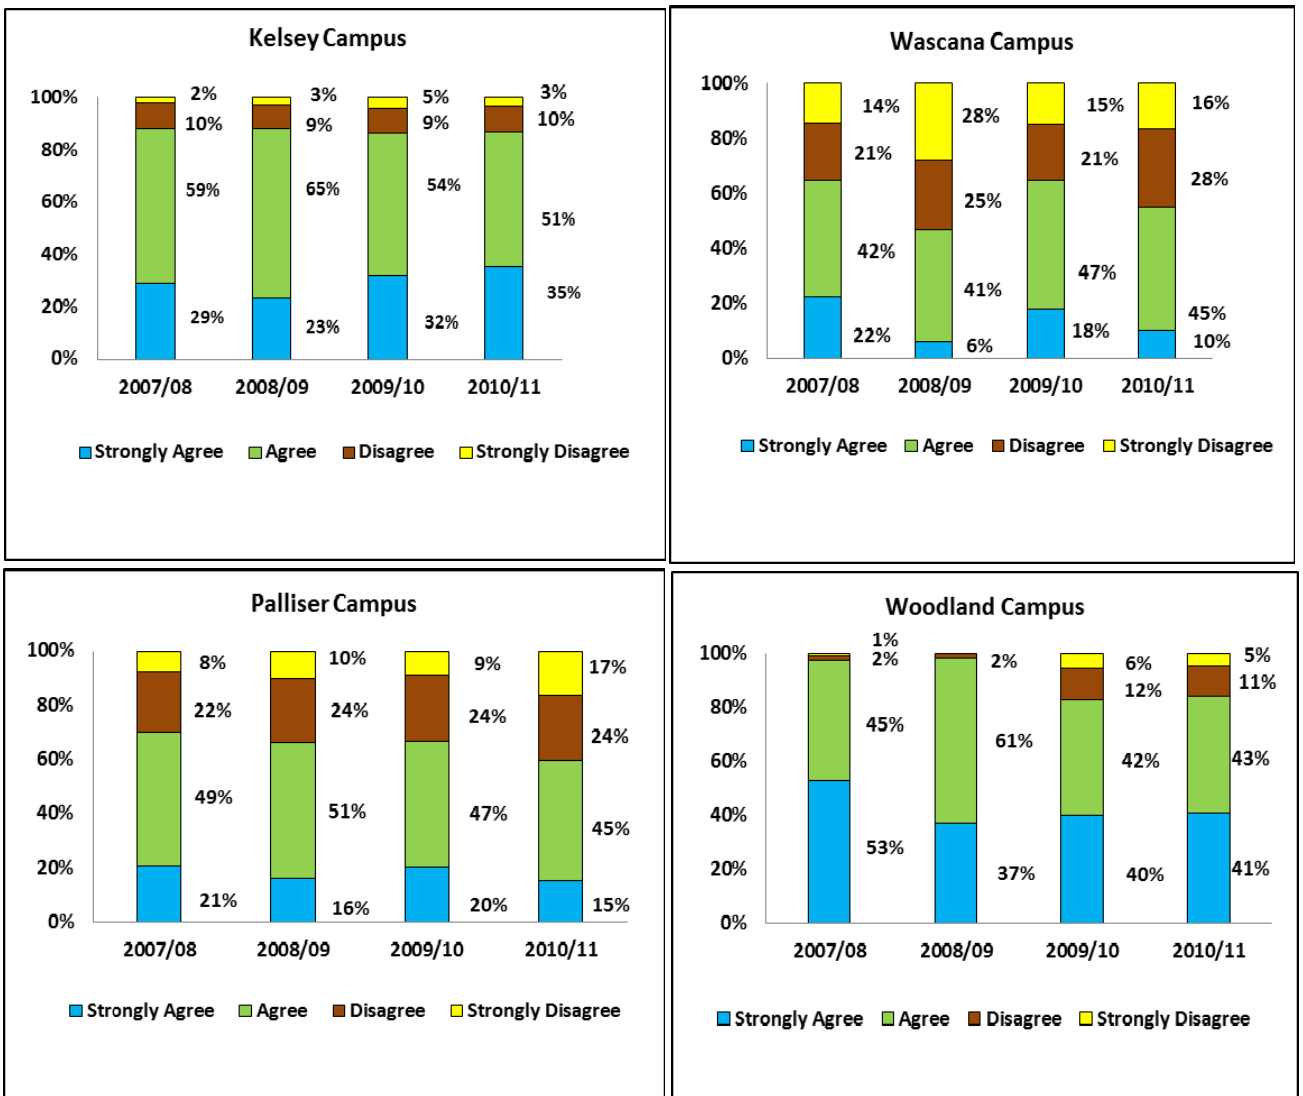 Kelsey Campus
100%
80%
60%
40%
20%
0%
2% 3% 5% 3%
10% 9% 9% 10%
59% 65% 54% 51%
29% 23% 32% 35%
2007/08 2008/09 2009/10 2010/11
Strongly Agree Agree Disagree Strongly Disagree
Wascana Campus
100%
80%
60%
40%
20%
0%
14% 28% 15% 16%
21% 25% 21% 28%
42% 41% 47% 45%
22% 6% 18% 10%
2007/08 2008/09 2009/10 2010/11
Strongly Agree Agree Disagree Strongly Disagree
Palliser Campus
100%
80%
60%
40%
20%
0%
8% 10% 9% 17%
22% 24% 24% 24%
49% 51% 47% 45%
21% 16% 20% 15%
2007/08 2008/09 2009/10 2010/11
Strongly Agree Agree Disagree Strongly Disagree
Woodland Campus
100%
80%
60%
40%
20%
0%
1% 6% 5%
2% 2% 12% 11%
45% 61% 42% 43%
53% 37% 40% 41%
2007/08 2008/09 2009/10 2010/11
Strongly Agree Agree Disagree Strongly Disagree